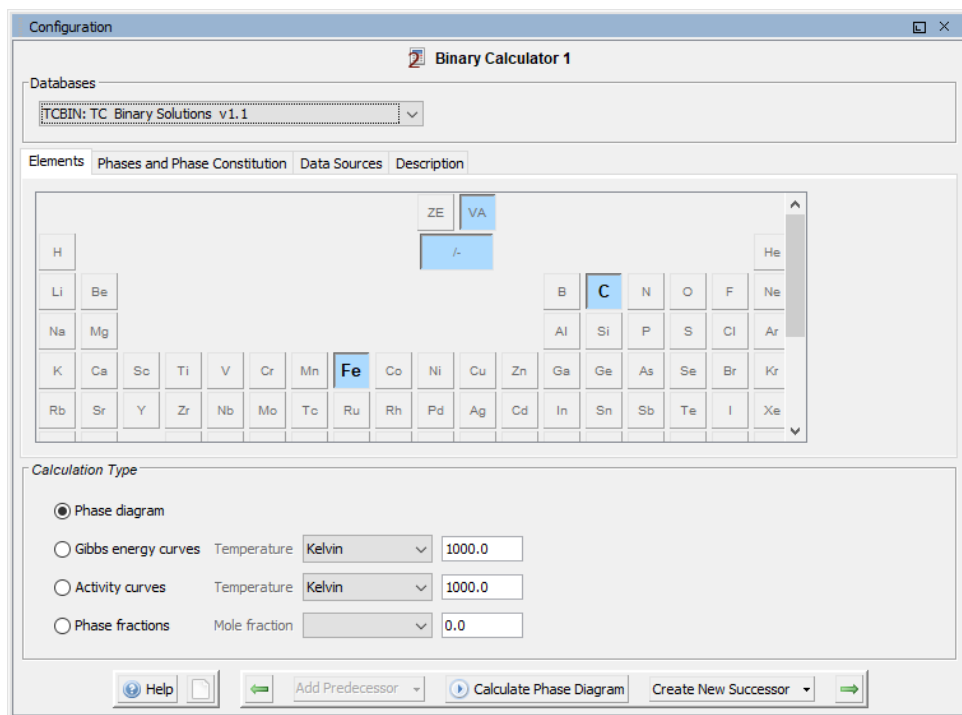 Configuration
Binary Calculator 1
Databases
TCBIN: TC Binary Solutions v1.1
Elements Phases and Phase Constitution Data Sources Description
ZE VA
H /- He
Li Be B C N O F Ne
Na Mg Al Si P S Cl Ar
K Ca Sc Ti V Cr Mn Fe Co Ni Cu Zn Ga Ge As Se Br Kr
Rb Sr Y Zr Nb Mo Tc Ru Rh Pd Ag Cd In Sn Sb Te I Xe
Calculation Type
Phase diagram
Gibbs energy curves Temperature Kelvin 1000.0
Activity curves Temperature Kelvin 1000.0
Phase fractions Mole fraction 0.0
Help Add Predecessor Calculate Phase Diagram Create New Successor